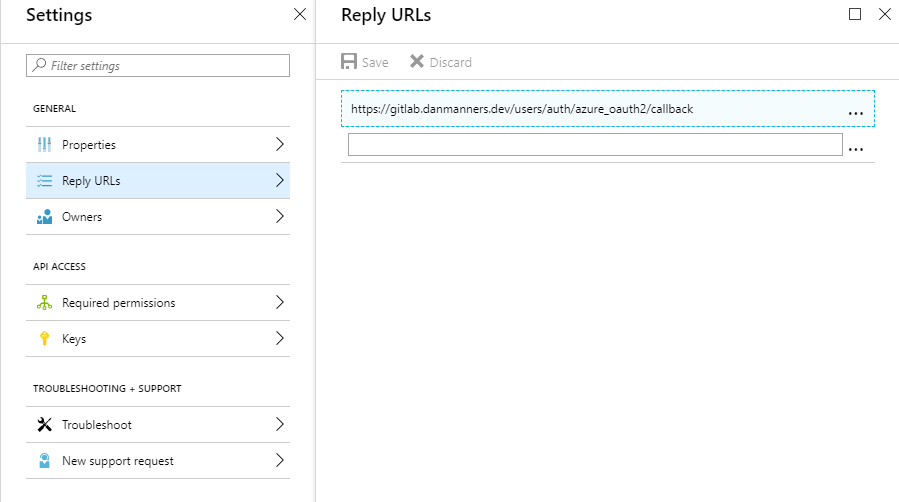 Settings
Filter settings
GENERAL
Properties
Reply URLs
Owners
API ACCESS
Required permissions
Keys
TROUBLESHOOTING + SUPPORT
Troubleshoot
New support request
Reply URLs
Save Discard
https://gitlab.danmanners.dev/users/auth/azure_oauth2/callback
...
...